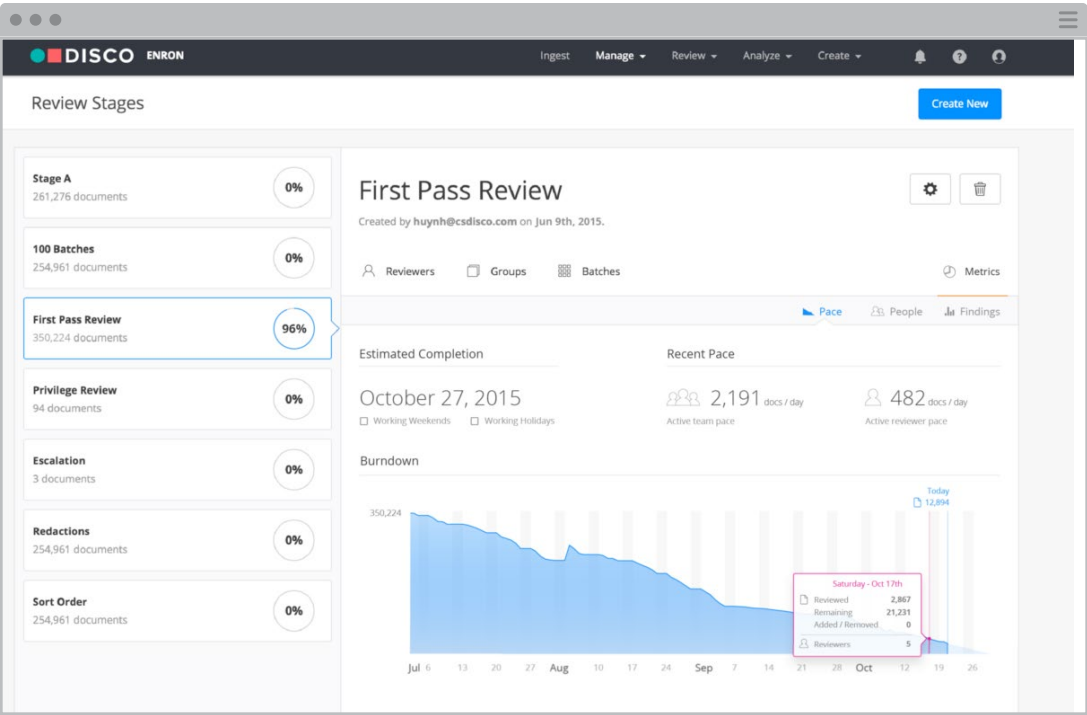 DISCO ENRON Ingest Manage Review Analyze Create
Review Stages
Create New
Stage A
261,276 documents
0%
100 Batches
254,961 documents
0%
First Pass Review
350,224 documents
96%
Privilege Review
94 documents
0%
Escalation
3 documents
0%
Redactions
254,961 documents
0%
Sort Order
254,961 documents
0%
First Pass Review
Created by huynh@csdisco.com on Jun 9th, 2015.
Reviewers Groups Batches Metrics
Pace People Findings
Estimated Completion
October 27, 2015
Working Weekends Working Holidays
Recent Pace
2,191 docs / day
Active team pace
482 docs / day
Active reviewer pace
Burndown
Today
12,894
350,224
Saturday - Oct 17th
Reviewed 2,867
Remaining 21,231
Added / Removed 0
Reviewers 5
Jul 6 13 20 27 Aug 10 17 24 Sep 7 14 21 28 Oct 12 19 26